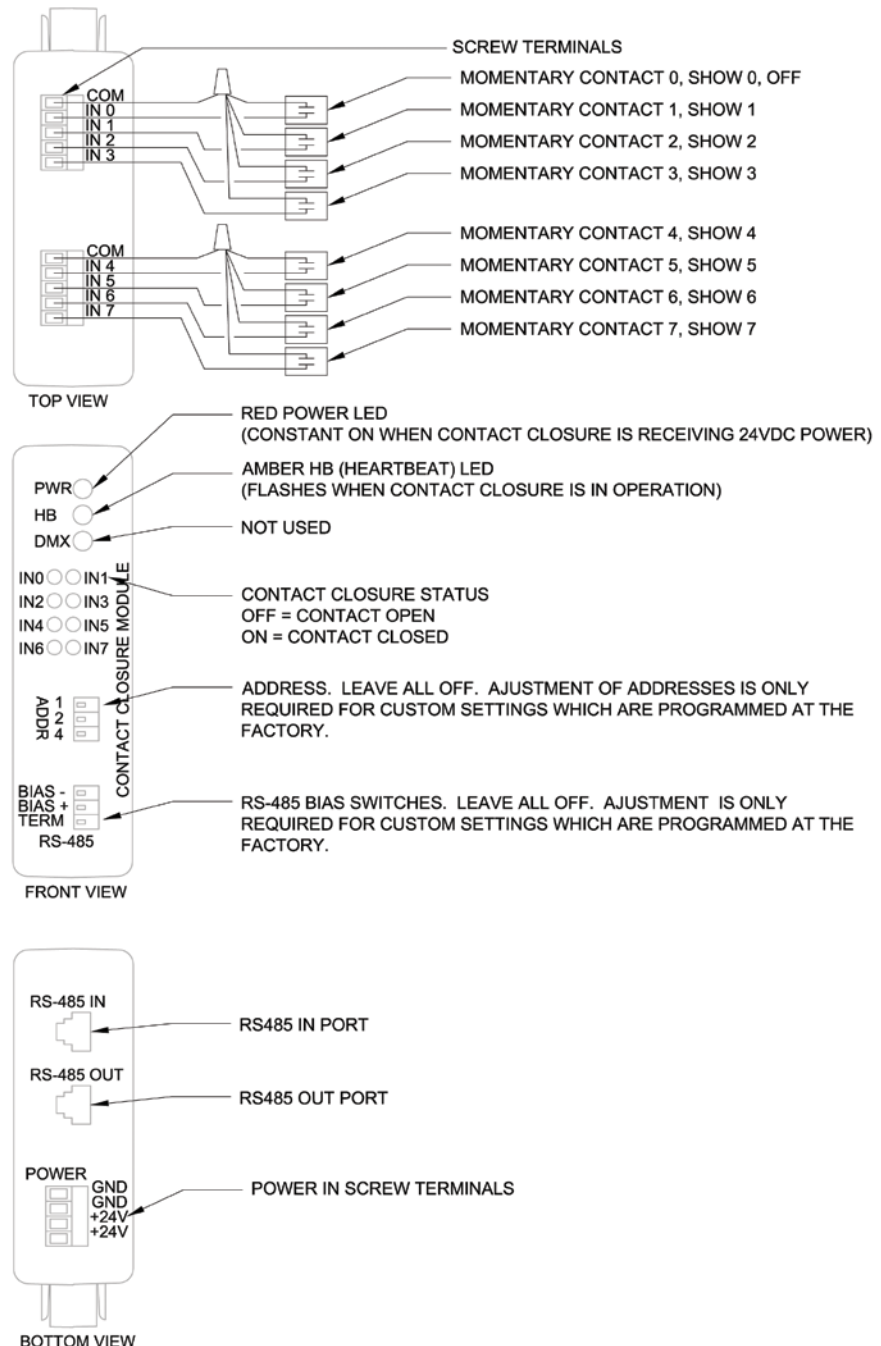 SCREW TERMINALS
COM
IN 0
IN 1
IN 2
IN 3
MOMENTARY CONTACT 0, SHOW 0, OFF
MOMENTARY CONTACT 1, SHOW 1
MOMENTARY CONTACT 2, SHOW 2
MOMENTARY CONTACT 3, SHOW 3
COM
IN 4
IN 5
IN 6
IN 7
MOMENTARY CONTACT 4, SHOW 4
MOMENTARY CONTACT 5, SHOW 5
MOMENTARY CONTACT 6, SHOW 6
MOMENTARY CONTACT 7, SHOW 7
TOP VIEW
RED POWER LED
(CONSTANT ON WHEN CONTACT CLOSURE IS RECEIVING 24VDC POWER)
AMBER HB (HEARTBEAT) LED
(FLASHES WHEN CONTACT CLOSURE IS IN OPERATION)
NOT USED
PWR
HB
DMX
IN0 IN1
IN2 IN3
IN4 IN5
IN6 IN7
CONTACT CLOSURE MODULE
CONTACT CLOSURE STATUS
OFF = CONTACT OPEN
ON = CONTACT CLOSED
ADDR
1
2
4
ADDRESS. LEAVE ALL OFF. AJUSTMENT OF ADDRESSES IS ONLY
REQUIRED FOR CUSTOM SETTINGS WHICH ARE PROGRAMMED AT THE
FACTORY.
BIAS -
BIAS +
TERM
RS-485
RS-485 BIAS SWITCHES. LEAVE ALL OFF. AJUSTMENT IS ONLY
REQUIRED FOR CUSTOM SETTINGS WHICH ARE PROGRAMMED AT THE
FACTORY.
FRONT VIEW
RS-485 IN
RS485 IN PORT
RS-485 OUT
RS485 OUT PORT
POWER
GND
GND
+24V
+24V
POWER IN SCREW TERMINALS
BOTTOM VIEW